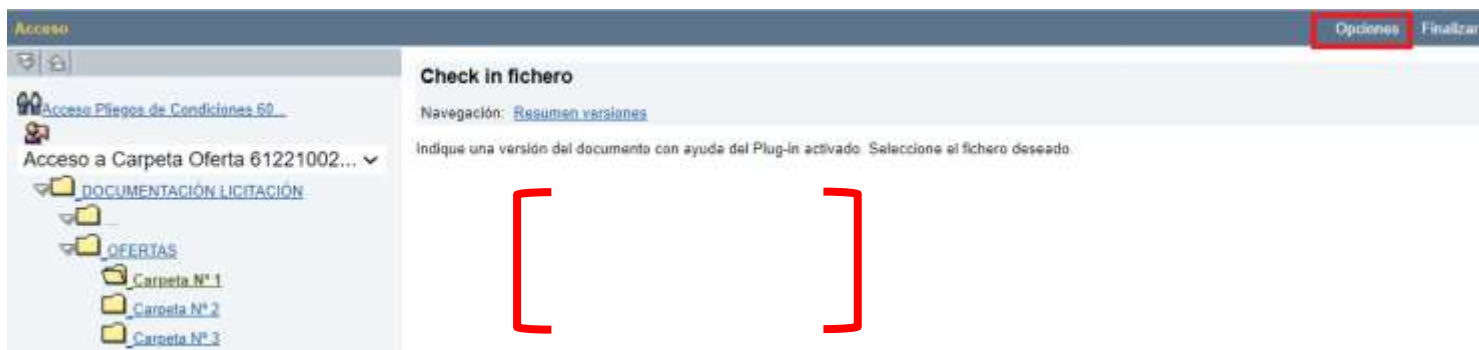 Acceso
Opciones Finalizar
Check in fichero
Navegación: Resumen versiones
Indique una versión del documento con ayuda del Plug-in activado. Seleccione el fichero deseado.
Acceso Pliegos de Condiciones 60...
Acceso a Carpeta Oferta 61221002...
DOCUMENTACIÓN LICITACIÓN
OFERTAS
Carpeta Nº 1
Carpeta Nº 2
Carpeta Nº 3